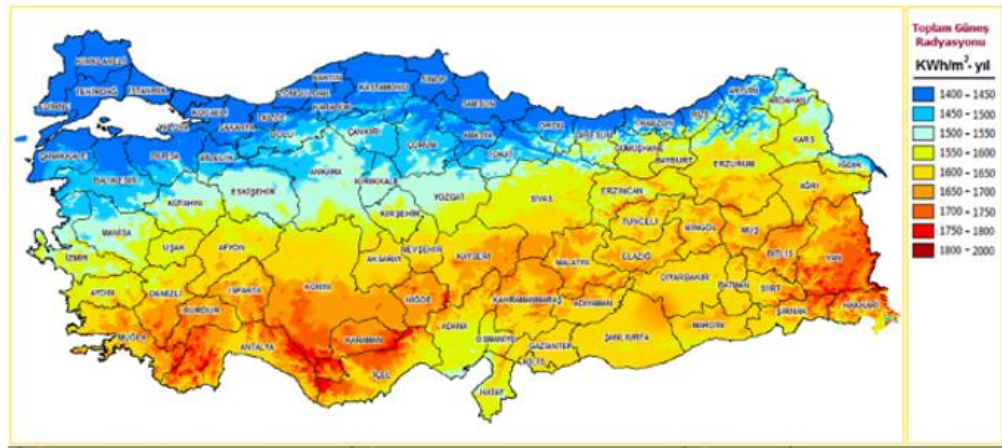 KIRKLARELİ
TEKİRDAĞ
İSTANBUL
EDİRNE
KOCAELİ
YALOVA
SAKARYA
DÜZCE
BOLU
ZONGULDAK
BARTIN
KARABÜK
KASTAMONU
SİNOP
SAMSUN
ÇANKIRI
ÇORUM
AMASYA
TOKAT
ORDU
GİRESUN
TRABZON
RİZE
ARTVİN
ARDAHAN
KARS
IĞDIR
GÜMÜŞHANE
BAYBURT
ERZURUM
AĞRI
ÇANAKKALE
BALIKESİR
BURSA
BİLECİK
ESKİŞEHİR
KÜTAHYA
ANKARA
KIRIKKALE
KIRŞEHİR
YOZGAT
SİVAS
ERZİNCAN
TUNCELİ
BİNGÖL
MUŞ
BİTLİS
VAN
MANİSA
İZMİR
UŞAK
AFYON
AKSARAY
NEVŞEHİR
KAYSERİ
MALATYA
ELAZIĞ
DİYARBAKIR
BATMAN
SİİRT
ŞIRNAK
HAKKARİ
AYDIN
DENİZLİ
ISPARTA
BURDUR
KONYA
NİĞDE
KAHRAMANMARAŞ
ADIYAMAN
MARDİN
ŞANLIURFA
MUĞLA
ANTALYA
KARAMAN
İÇEL
ADANA
OSMANİYE
GAZİANTEP
KİLİS
HATAY
Toplam Güneş
Radyasyonu
KWh/m²- yıl
1400 - 1450
1450 - 1500
1500 - 1550
1550 - 1600
1600 - 1650
1650 - 1700
1700 - 1750
1750 - 1800
1800 - 2000